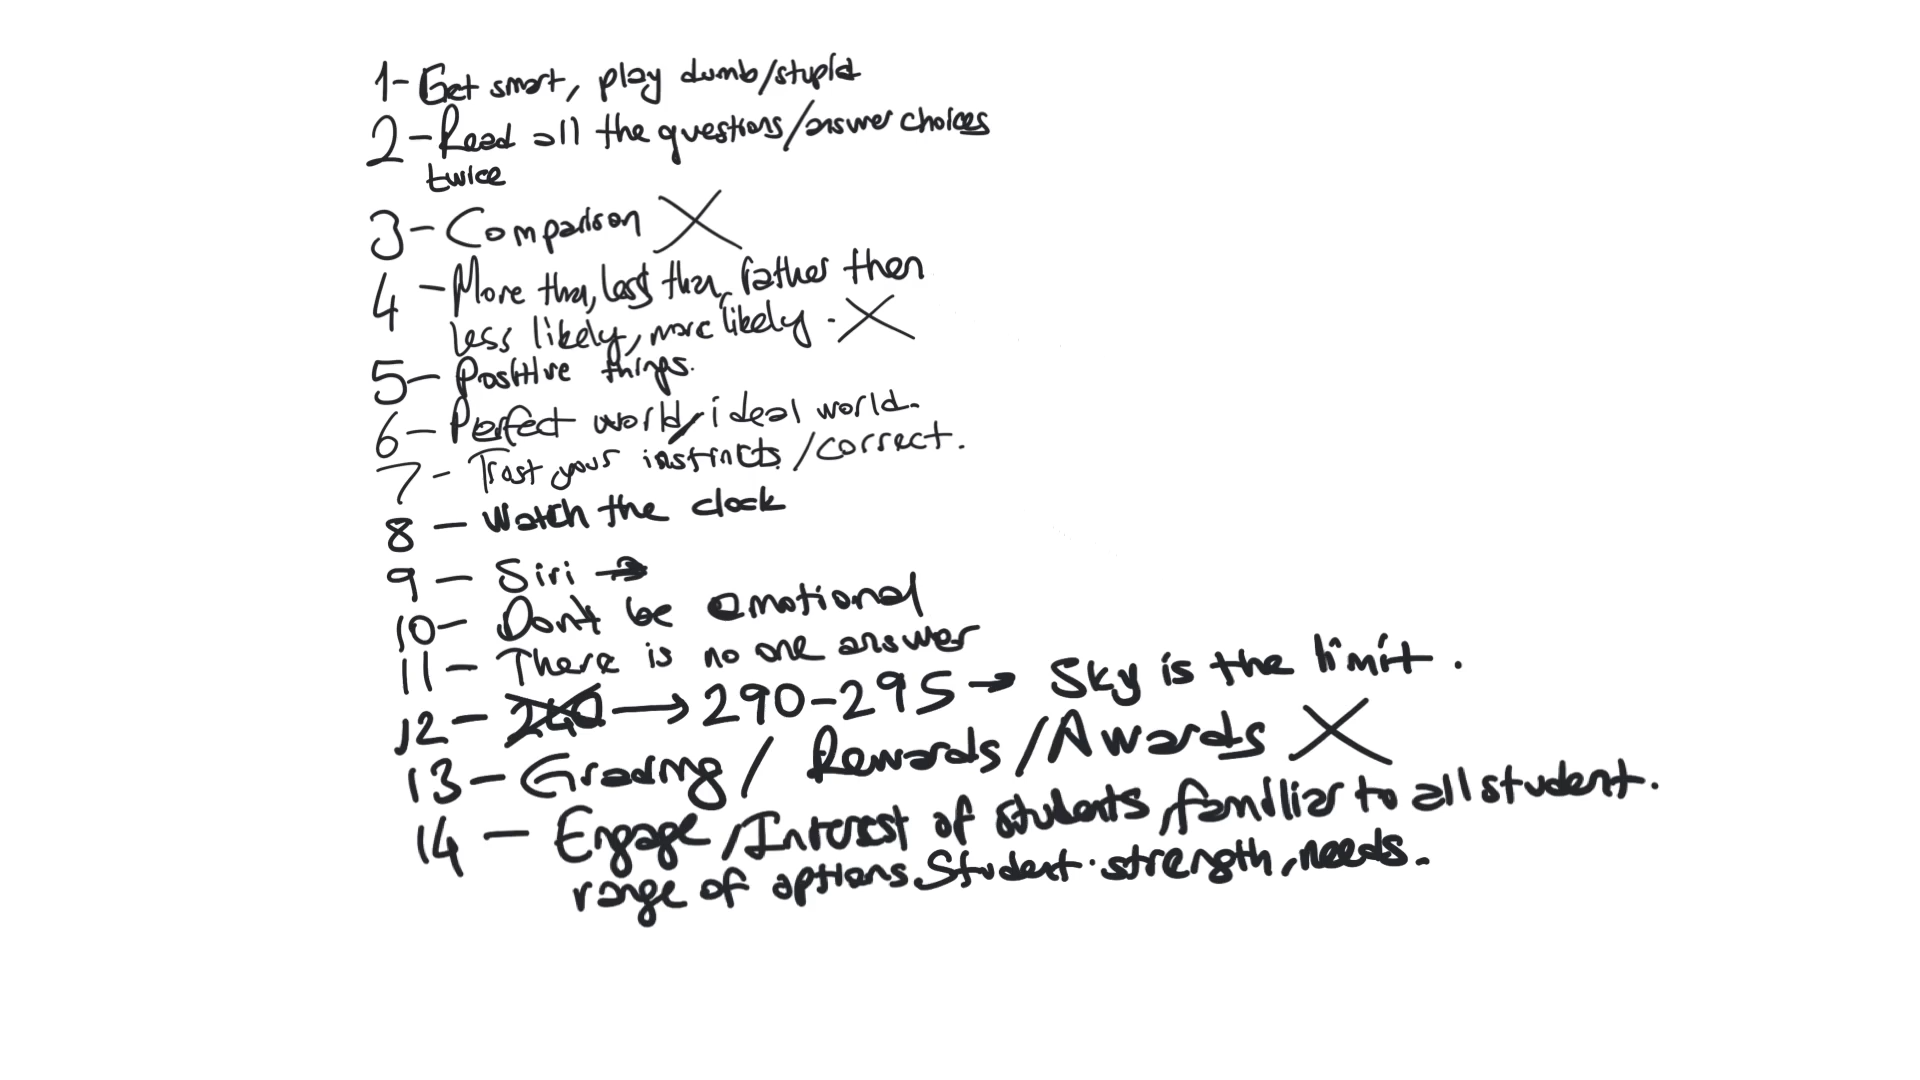 1- Get smart, play dumb/stupid
2- Read all the questions/answer choices
twice
3- Comparison X
4- More than, less than, rather then
less likely, more likely. X
5- Positive things.
6- Perfect world/ideal world.
7- Trust your instincts/correct.
8- Watch the clock
9- Siri →
10- Don't be emotional
11- There is no one answer
12- 240 → 290-295 → Sky is the limit.
13- Grading/Rewards/Awards X
14- Engage/Interest of students, familiar to all student.
range of options. Student. strength, needs.